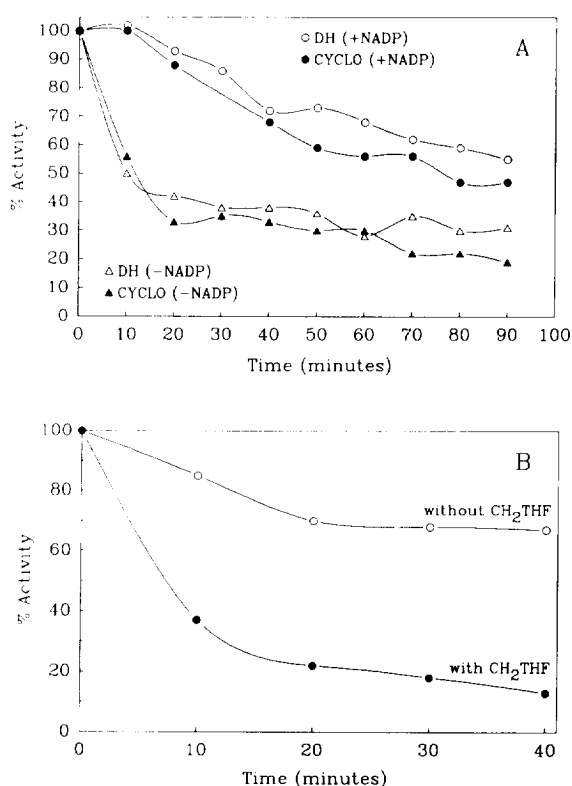 A
○ DH (+NADP)
● CYCLO (+NADP)
△ DH (−NADP)
▲ CYCLO (−NADP)
% Activity
100
90
80
70
60
50
40
30
20
10
0
0 10 20 30 40 50 60 70 80 90 100
Time (minutes)
B
without CH₂THF
with CH₂THF
% Activity
100
80
60
40
20
0
0 10 20 30 40
Time (minutes)